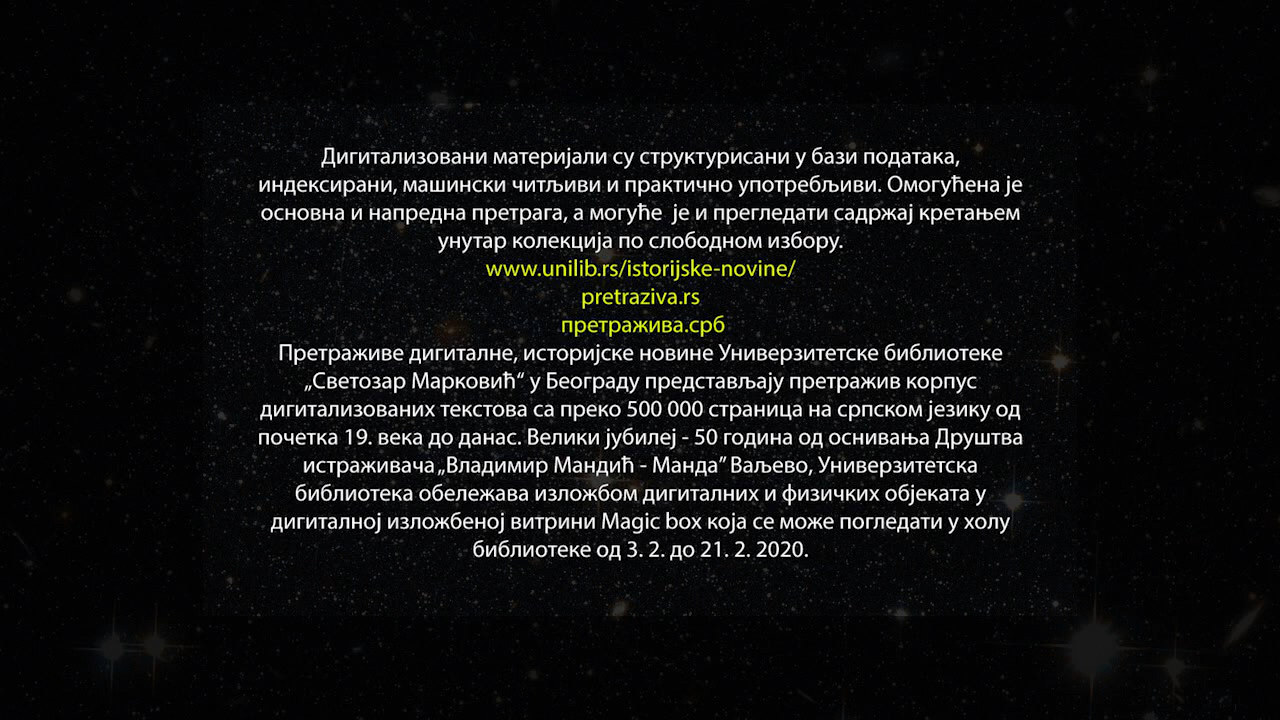 Дигитализовани материјали су структурисани у бази података,
индексирани, машински читљиви и практично употребљиви. Омогућена је
основна и напредна претрага, а могуће  је и прегледати садржај кретањем
унутар колекција по слободном избору.
www.unilib.rs/istorijske-novine/
pretraziva.rs
претражива.срб
Претраживе дигиталне, историјске новине Универзитетске библиотеке
„Светозар Марковић“ у Београду представљају претражив корпус
дигитализованих текстова са преко 500 000 страница на српском језику од
почетка 19. века до данас. Велики јубилеј - 50 година од оснивања Друштва
истраживача „Владимир Мандић - Манда” Ваљево, Универзитетска
библиотека обележава изложбом дигиталних и физичких објеката у
дигиталној изложбеној витрини Magic box која се може погледати у холу
библиотеке од 3. 2. до 21. 2. 2020.